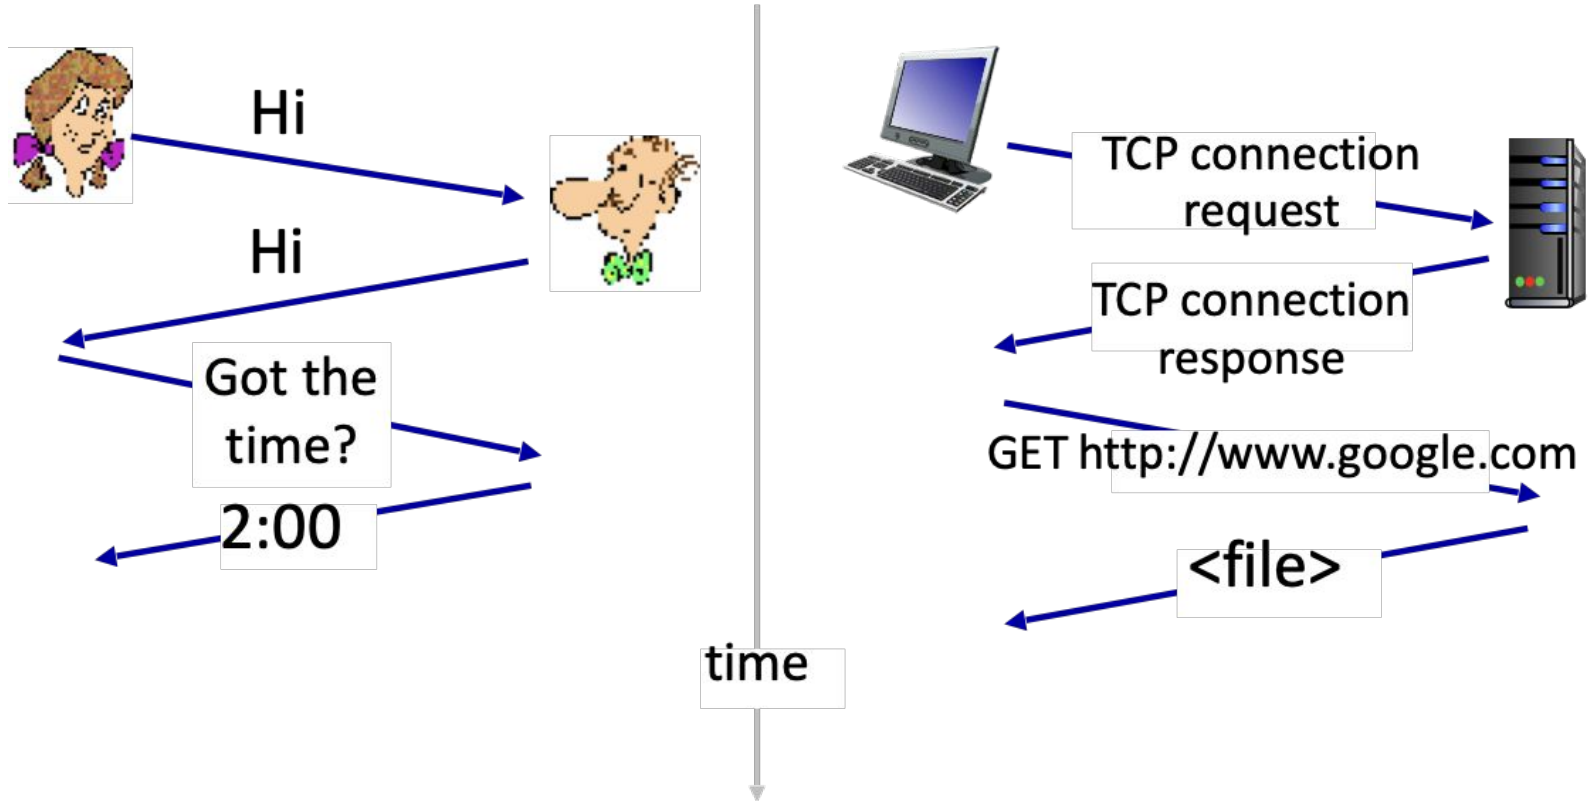 Hi
Hi
Got the
time?
2:00
time
TCP connection
request
TCP connection
response
GET http://www.google.com
<file>